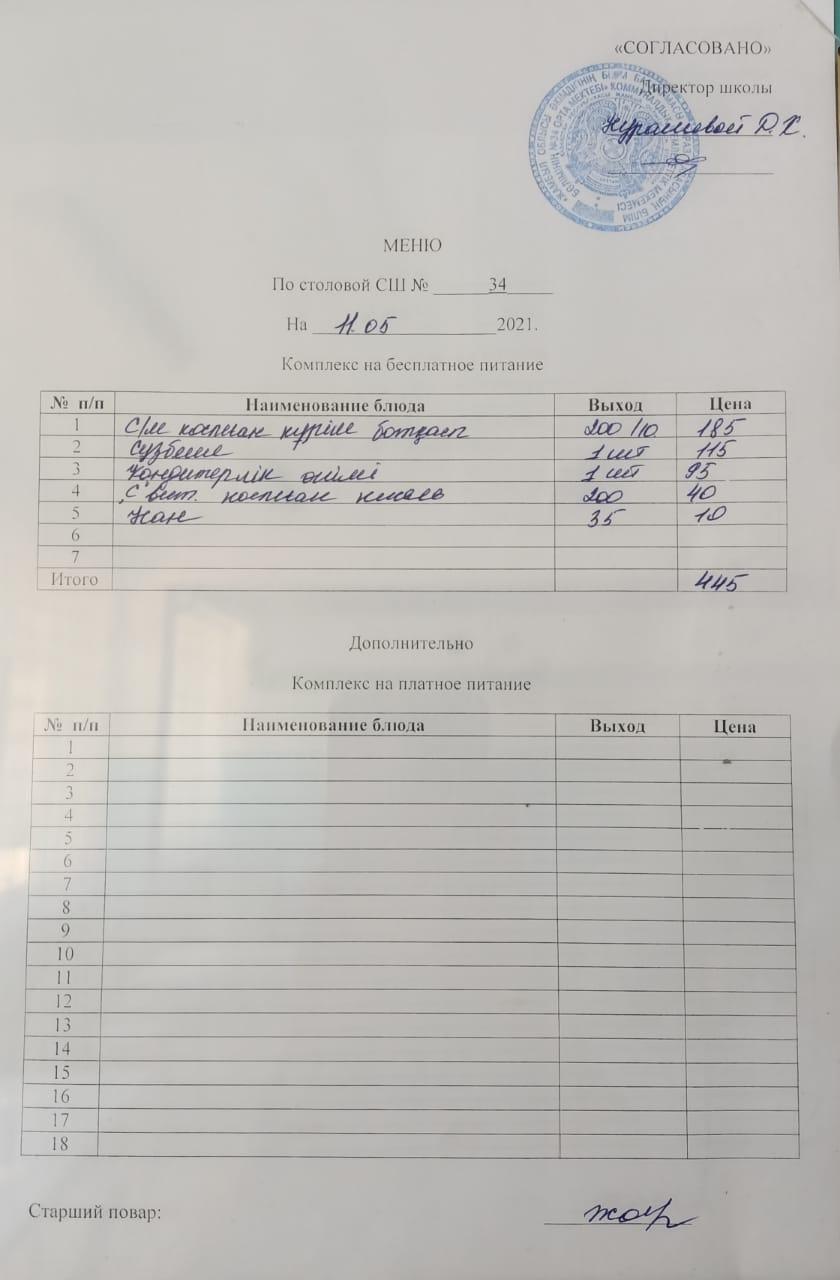 «СОГЛАСОВАНО»
Директор школы
Нурашевой Д.Х.
МЕНЮ
По столовой СШ № 34
На 11.05 2021.
Комплекс на бесплатное питание
№ п/п Наименование блюда Выход Цена
1 С/м қосылған күріш ботқасы 200/10 185
2 Сүзбеше 1 шт 115
3 Кондитерлік өнімі 1 шт 95
4 "С" вит. қосылған кисель 200 40
5 Нан 35 10
6
7
Итого 445
Дополнительно
Комплекс на платное питание
№ п/п Наименование блюда Выход Цена
1
2
3
4
5
6
7
8
9
10
11
12
13
14
15
16
17
18
Старший повар: